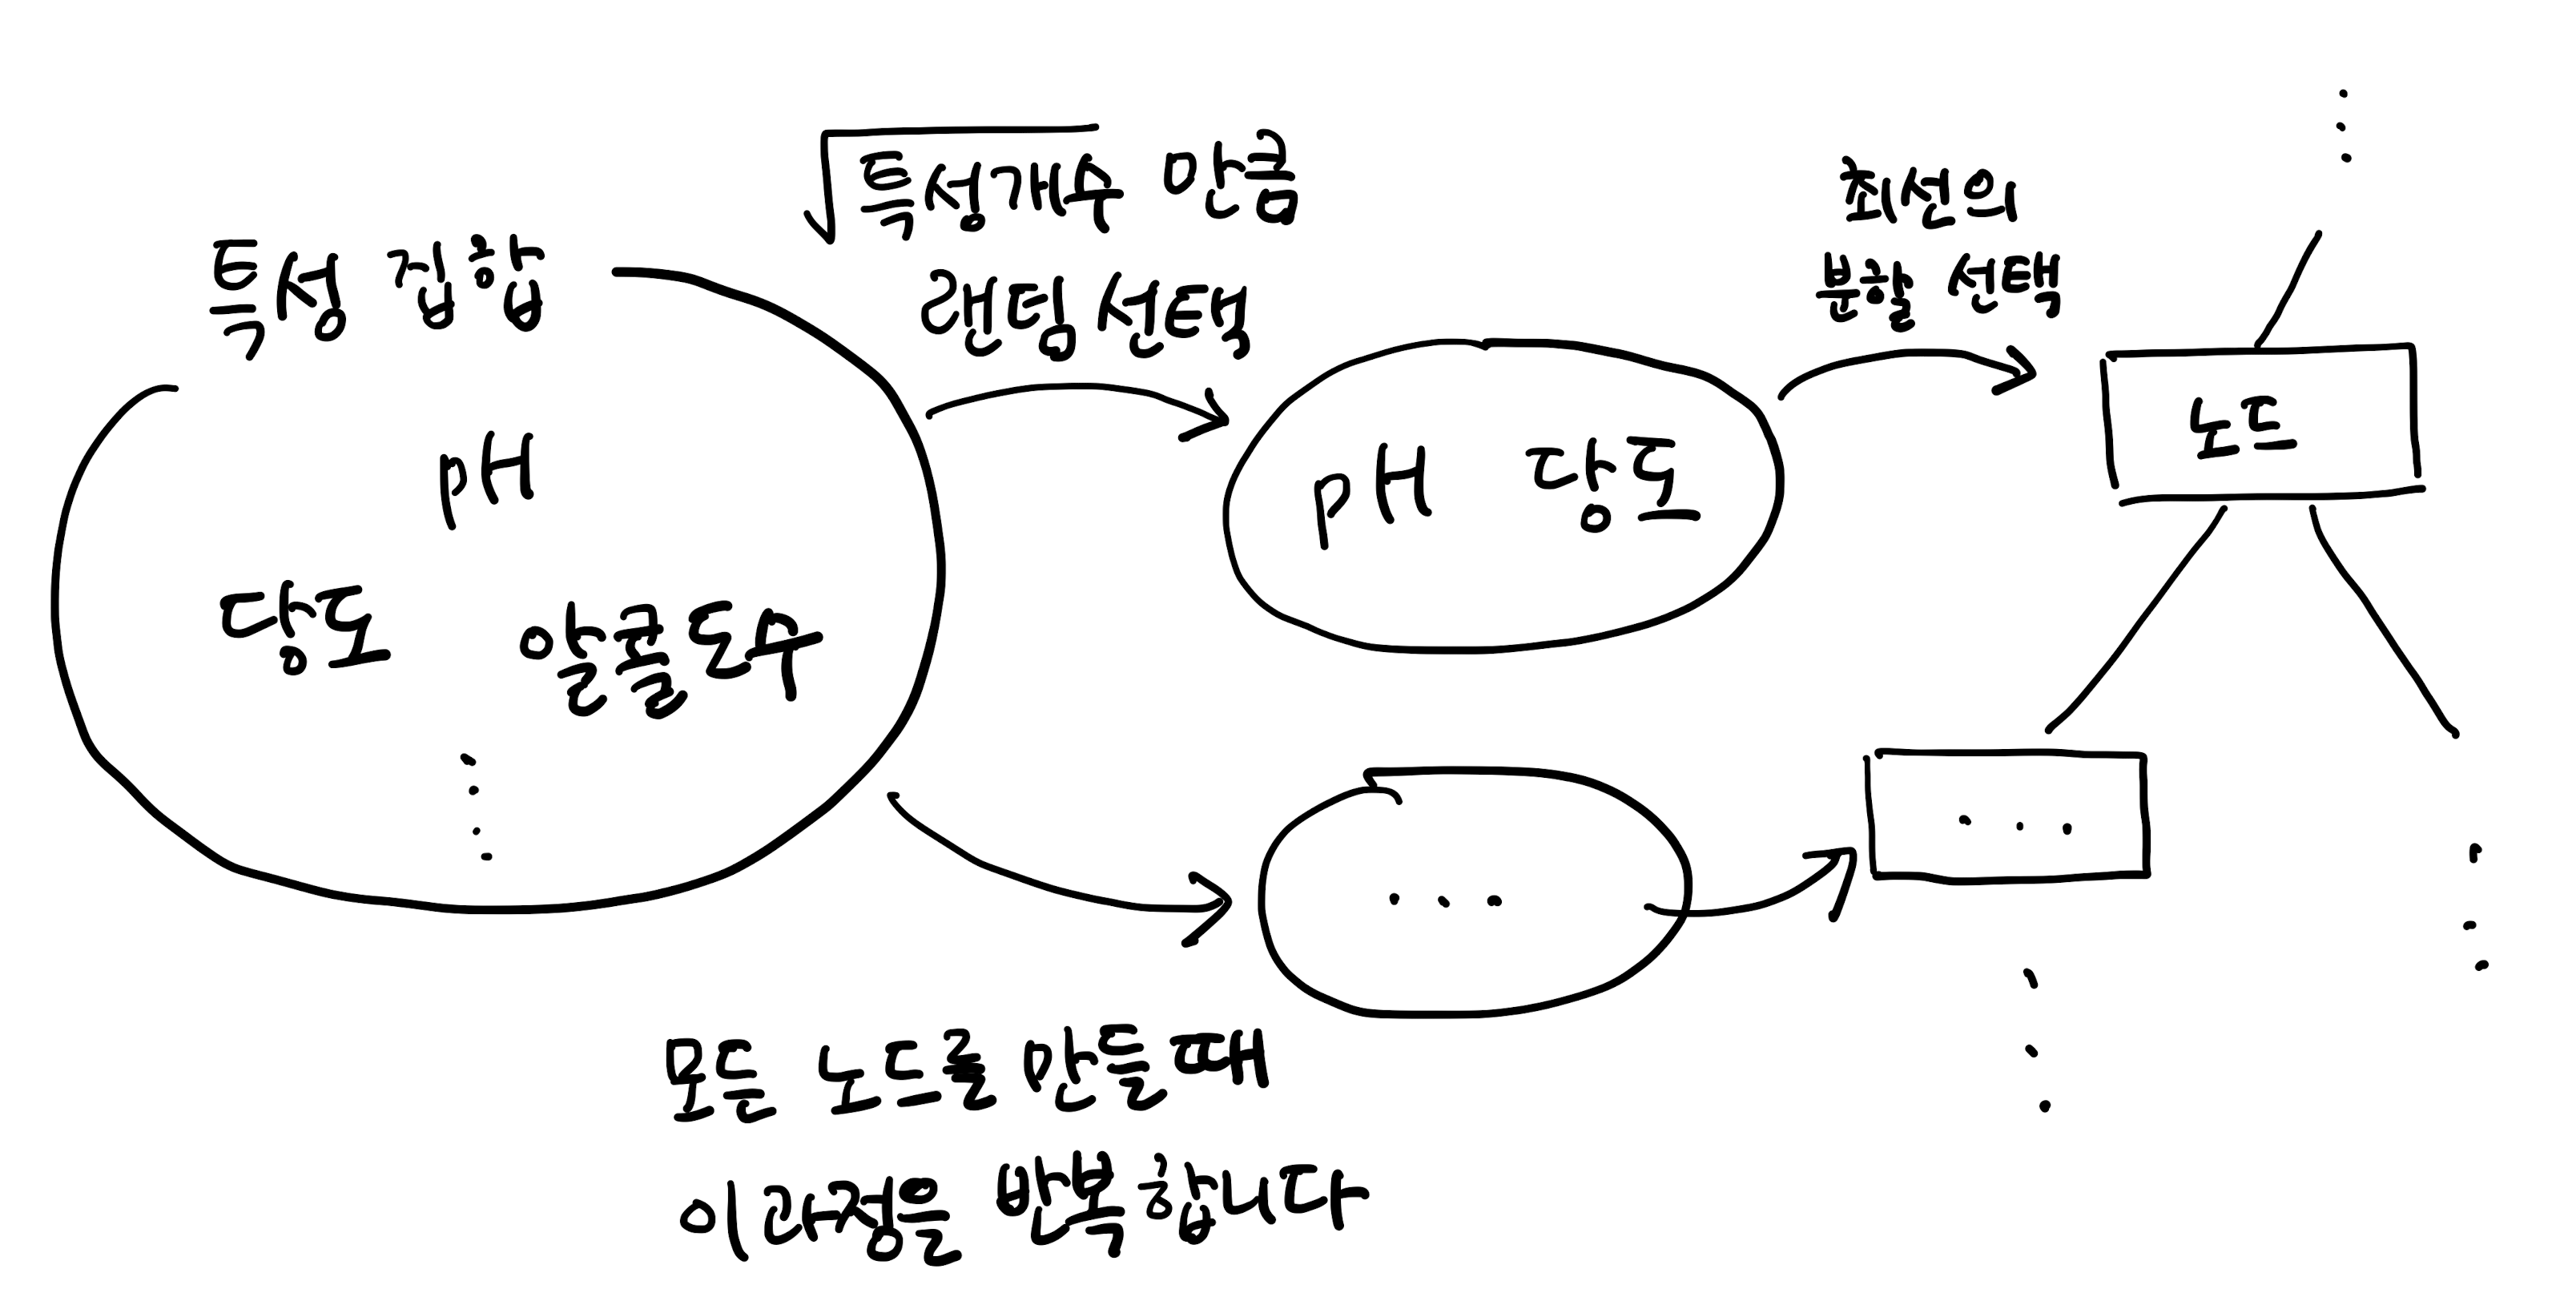 특성 집합
pH
당도 알콜도수
√특성개수 만큼
랜덤 선택
pH 당도
최선의
분할 선택
노드
모든 노드를 만들때
이 과정을 반복합니다